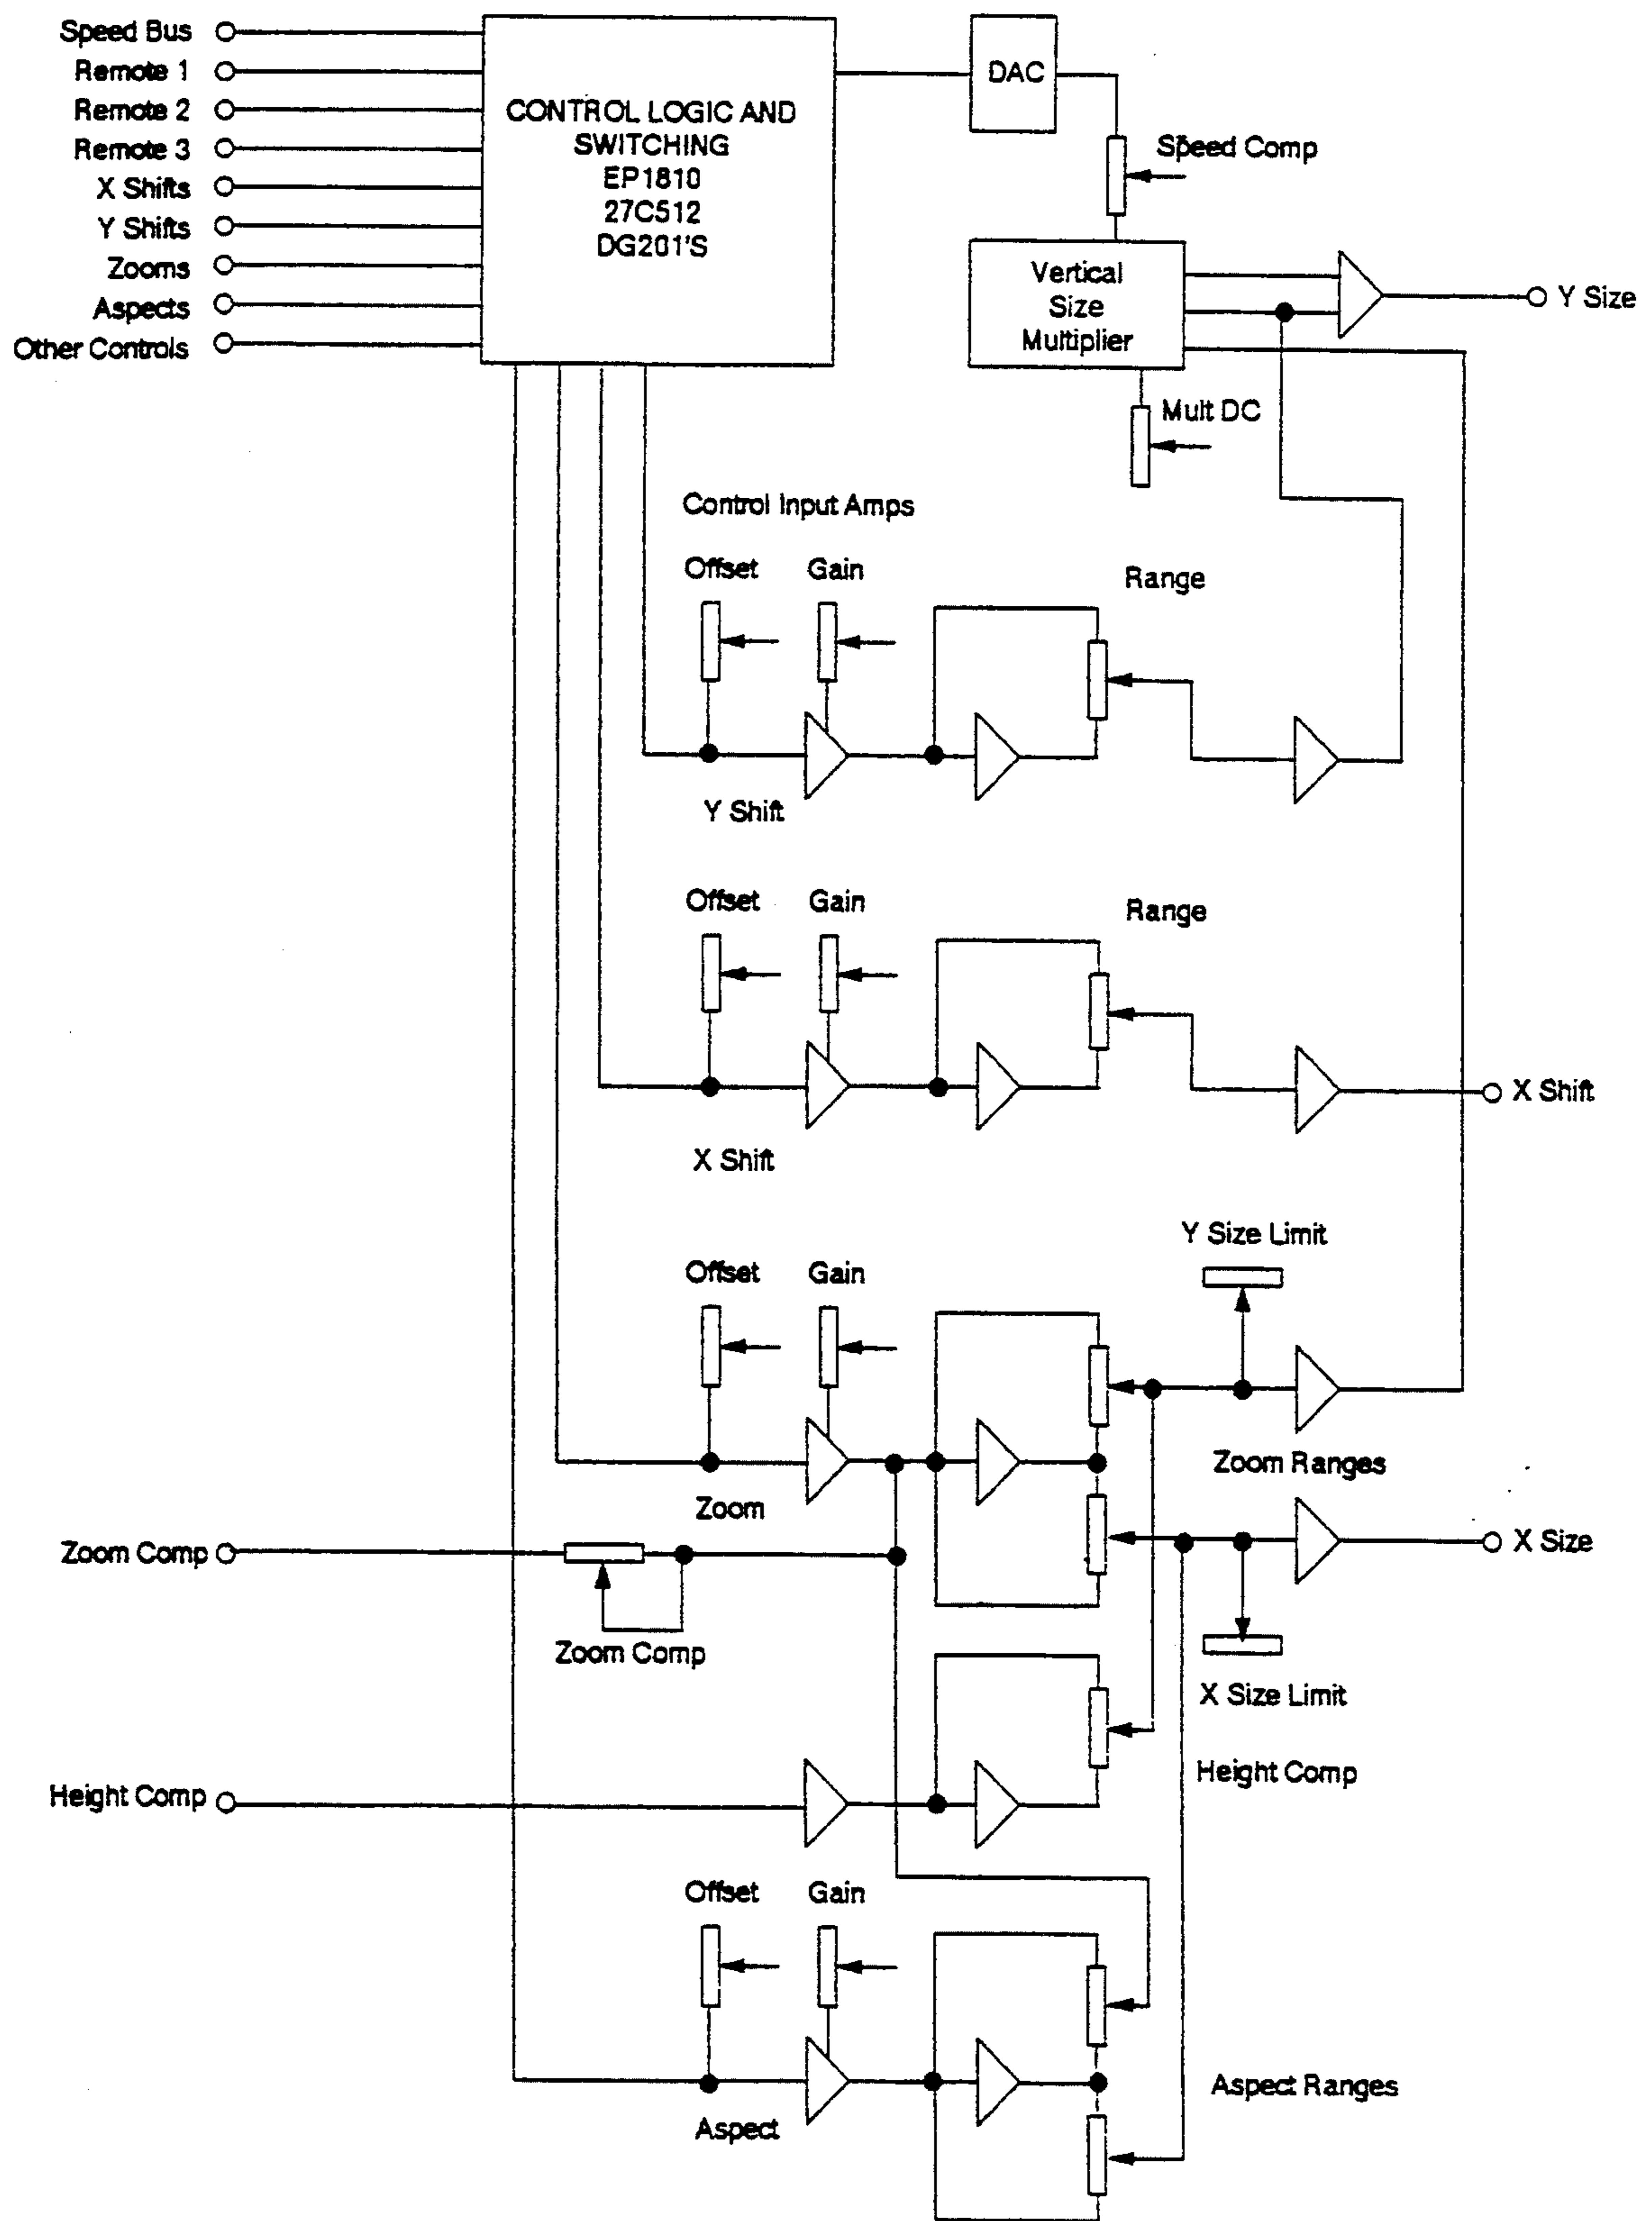 Speed Bus
Remote 1
Remote 2
Remote 3
X Shifts
Y Shifts
Zooms
Aspects
Other Controls
CONTROL LOGIC AND
SWITCHING
EP1810
27C512
DG201'S
DAC
Speed Comp
Vertical
Size
Multiplier
Y Size
Mult DC
Control Input Amps
Offset
Gain
Range
Y Shift
Offset
Gain
Range
X Shift
X Shift
Y Size Limit
Offset
Gain
Zoom Ranges
Zoom
Zoom Comp
X Size
Zoom Comp
X Size Limit
Height Comp
Height Comp
Offset
Gain
Aspect Ranges
Aspect